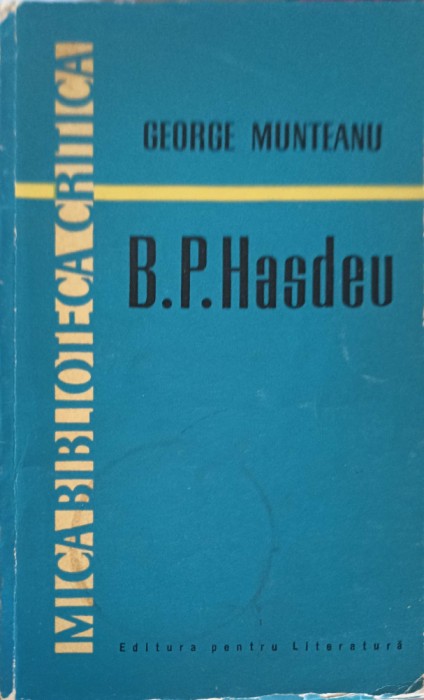 GEORGE MUNTEANU
B.P.Hasdeu
MICA BIBLIOTECA CRITICA
Editura pentru Literatură